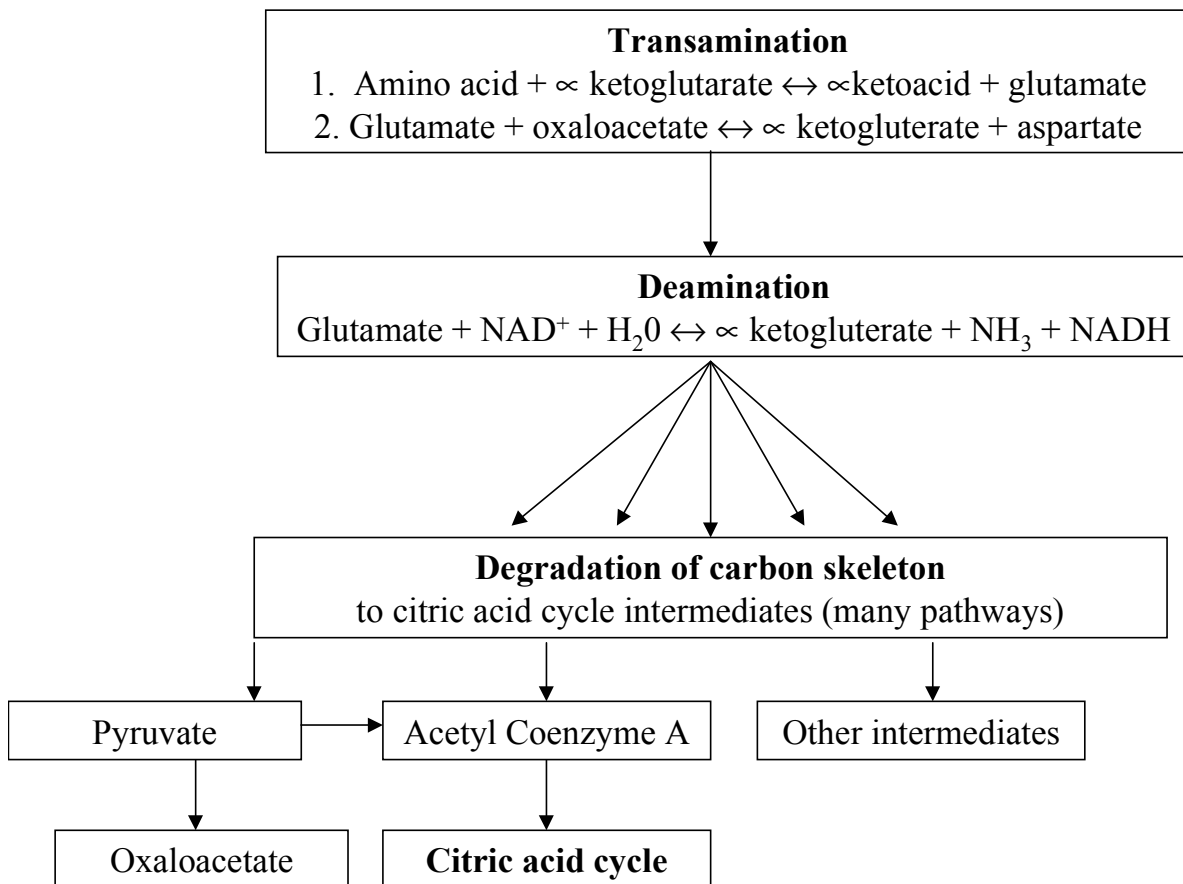 Transamination
1. Amino acid + ∝ ketoglutarate ↔ ∝ketoacid + glutamate
2. Glutamate + oxaloacetate ↔ ∝ ketogluterate + aspartate
Deamination
Glutamate + NAD⁺ + H₂0 ↔ ∝ ketogluterate + NH₃ + NADH
Degradation of carbon skeleton
to citric acid cycle intermediates (many pathways)
Pyruvate
Acetyl Coenzyme A
Other intermediates
Oxaloacetate
Citric acid cycle